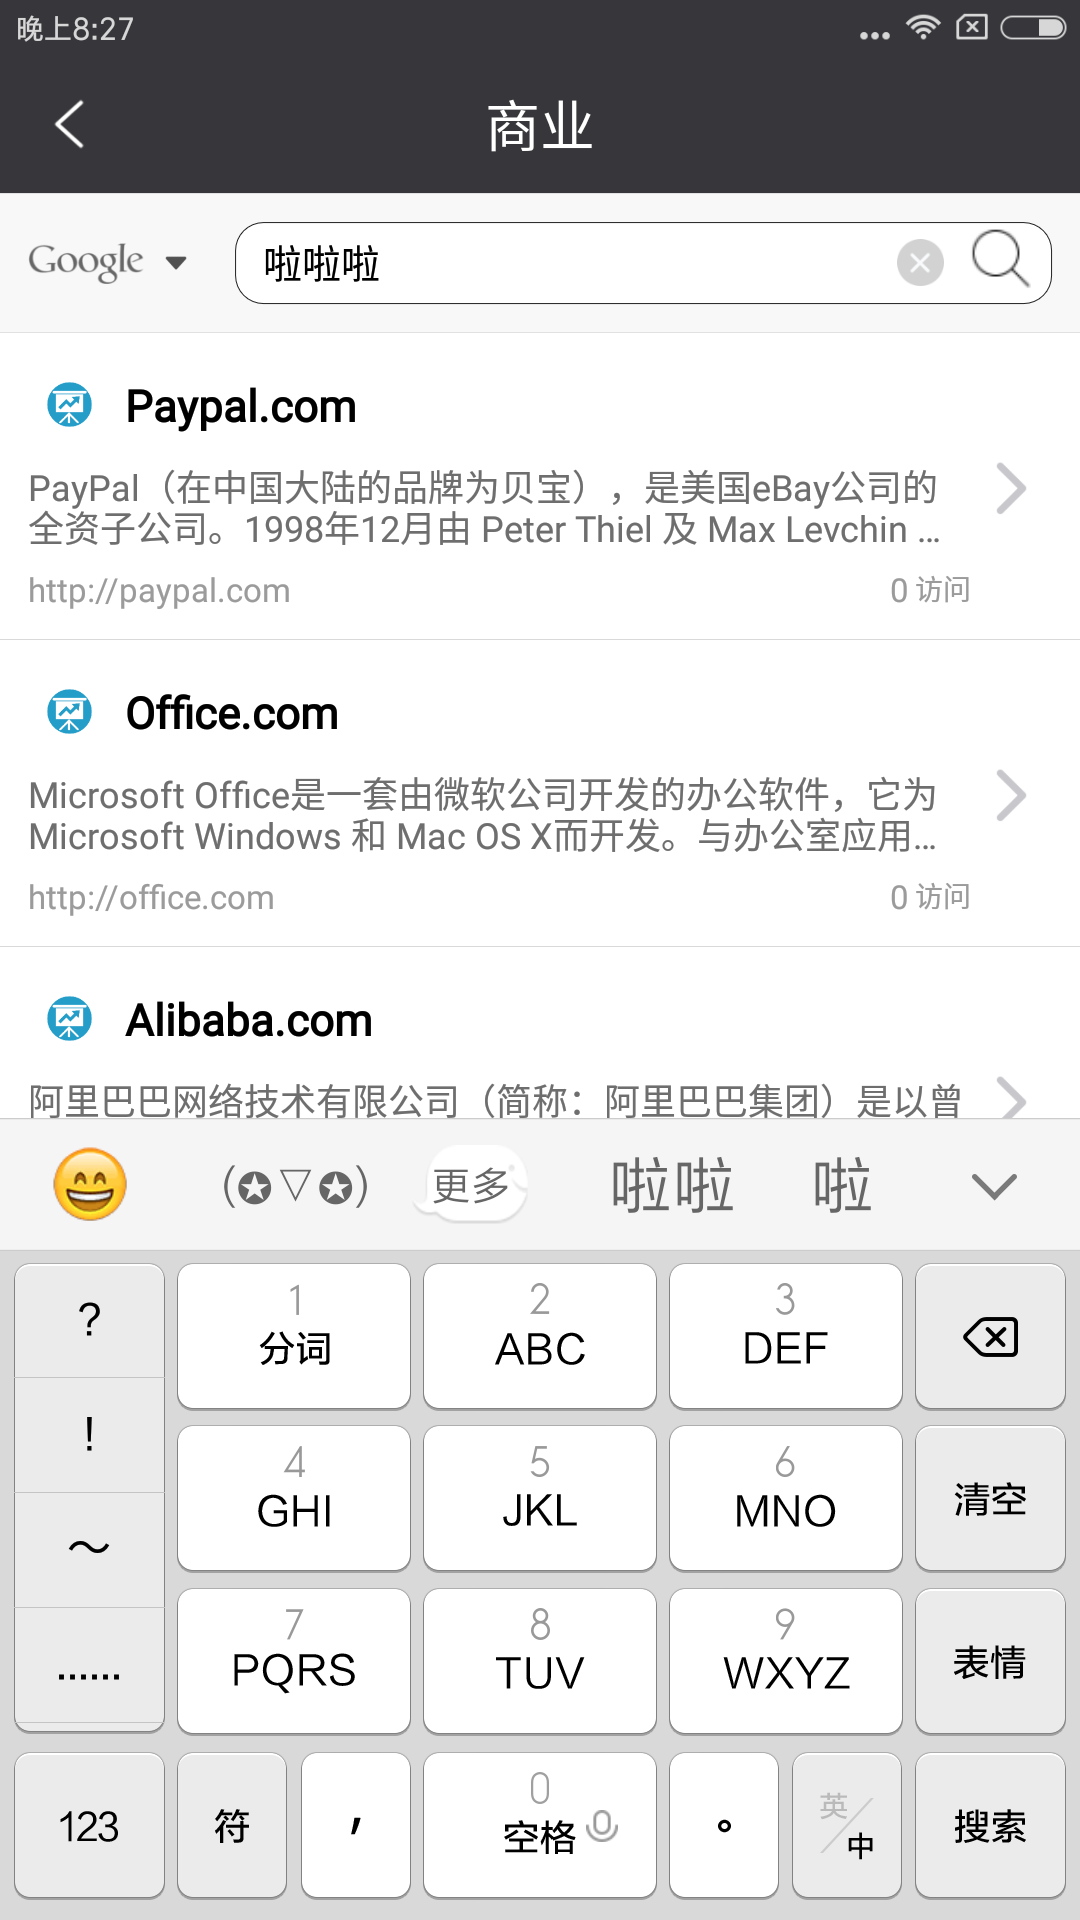 晚上8:27
商业
Google
啦啦啦
Paypal.com
PayPal（在中国大陆的品牌为贝宝），是美国eBay公司的
全资子公司。1998年12月由 Peter Thiel 及 Max Levchin ...
http://paypal.com
0 访问
Office.com
Microsoft Office是一套由微软公司开发的办公软件，它为
Microsoft Windows 和 Mac OS X而开发。与办公室应用...
http://office.com
0 访问
Alibaba.com
阿里巴巴网络技术有限公司（简称：阿里巴巴集团）是以曾
(✪▽✪) 更多 啦啦 啦
? 1 分词 2 ABC 3 DEF
! 4 GHI 5 JKL 6 MNO 清空
～ 7 PQRS 8 TUV 9 WXYZ 表情
......
123 符 ， 0 空格 。 英/中 搜索